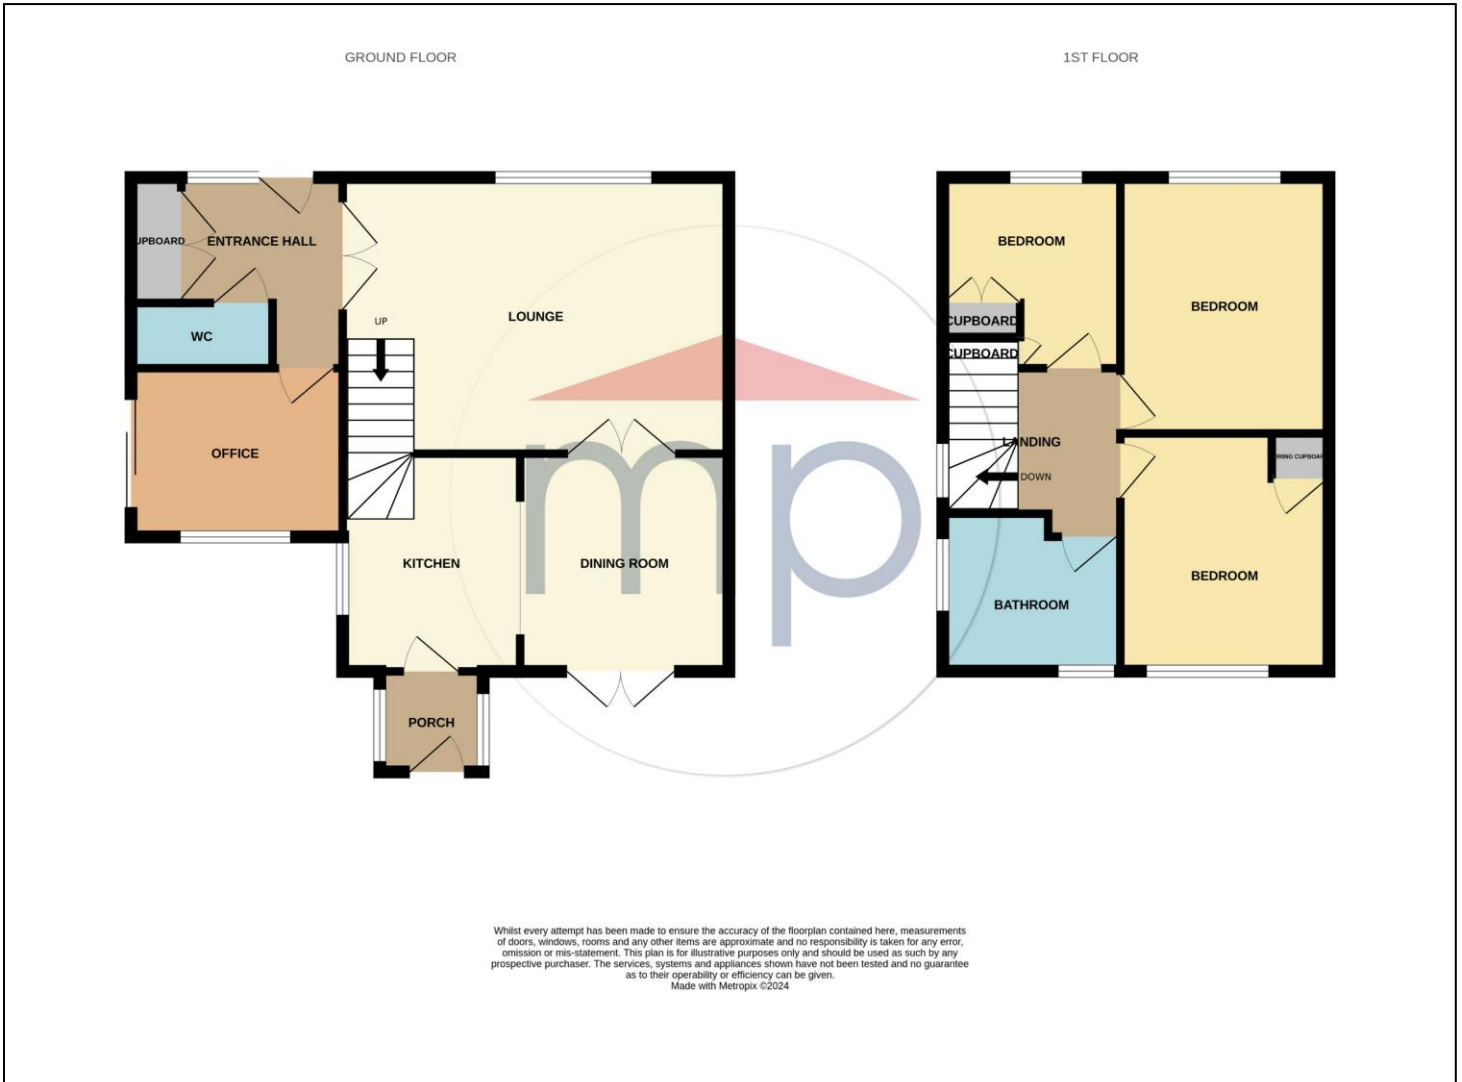 GROUND FLOOR
1ST FLOOR
UPBOARD
ENTRANCE HALL
WC
OFFICE
UP
LOUNGE
KITCHEN
DINING ROOM
PORCH
mp
BEDROOM
CUPBOARD
CUPBOARD
BEDROOM
LANDING
DOWN
RING CUPBOAR
BATHROOM
BEDROOM
Whilst every attempt has been made to ensure the accuracy of the floorplan contained here, measurements
of doors, windows, rooms and any other items are approximate and no responsibility is taken for any error,
omission or mis-statement. This plan is for illustrative purposes only and should be used as such by any
prospective purchaser. The services, systems and appliances shown have not been tested and no guarantee
as to their operability or efficiency can be given.
Made with Metropix ©2024